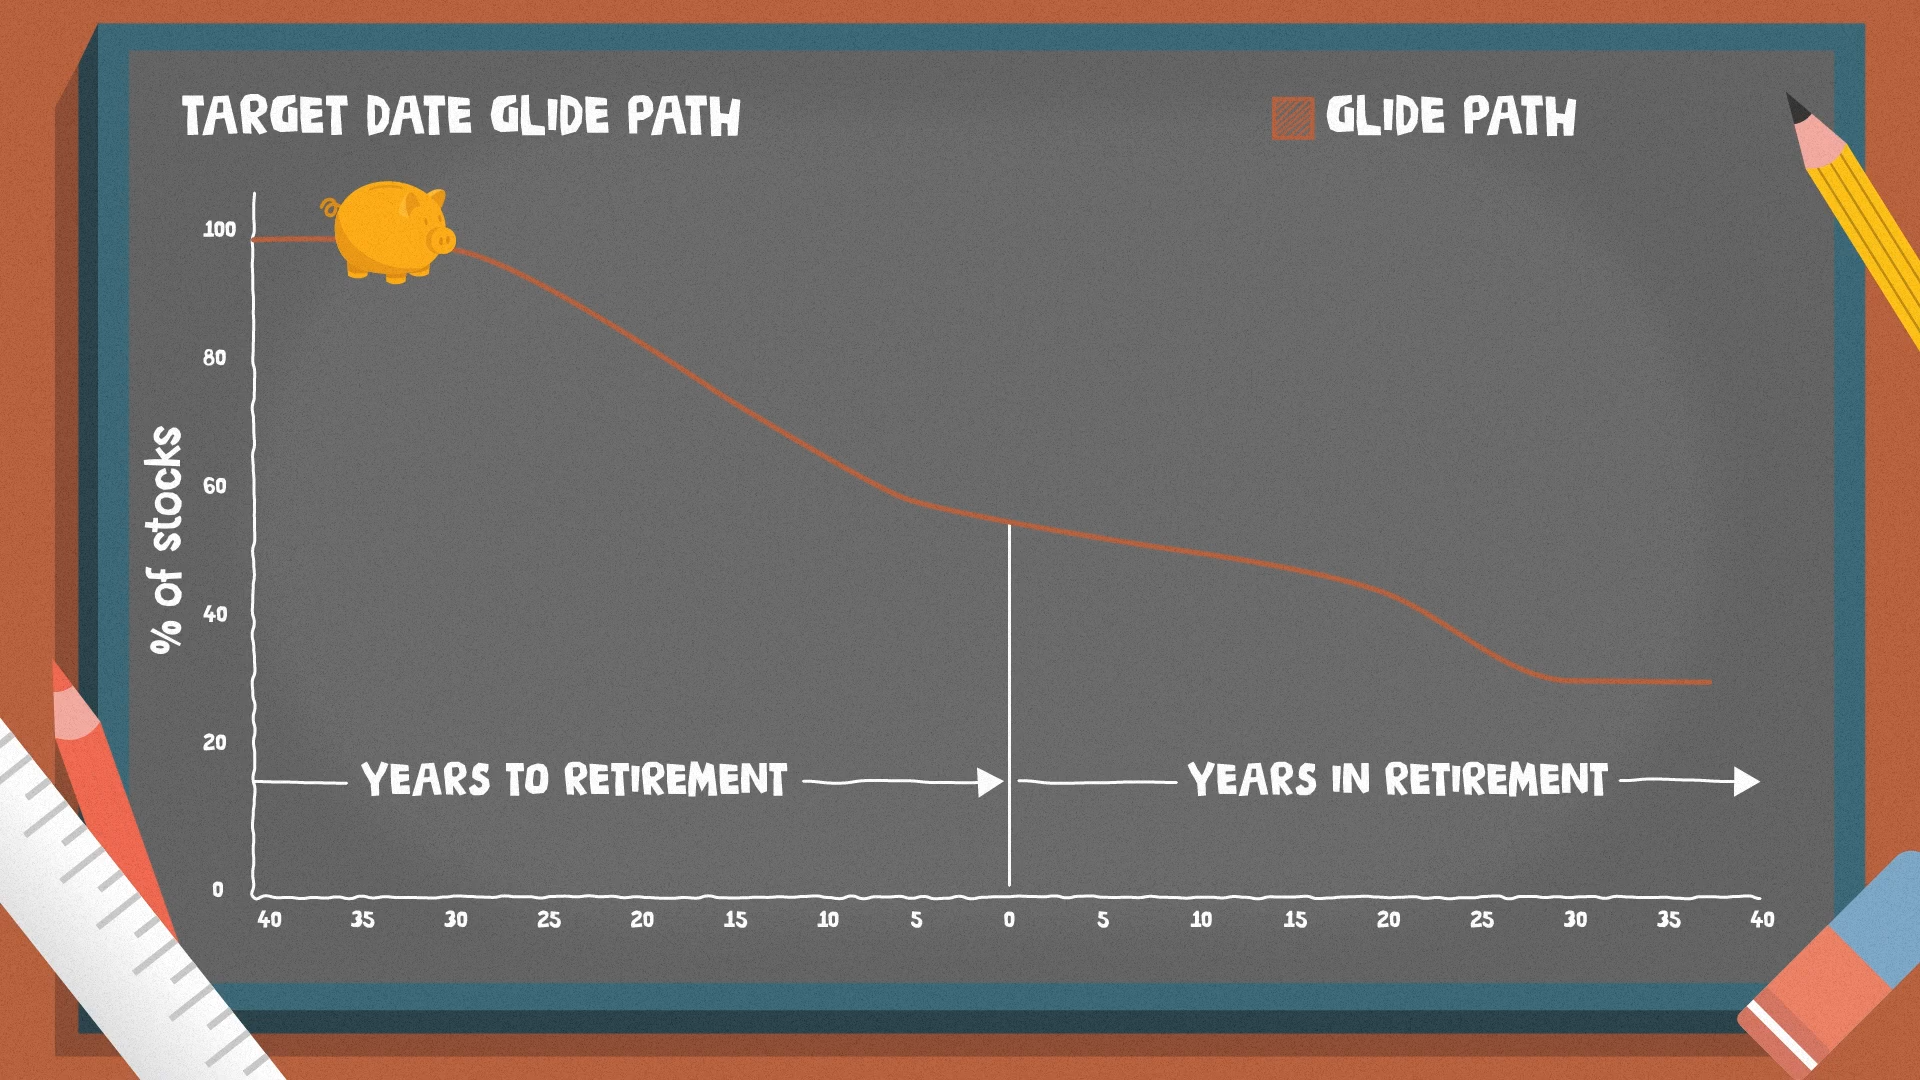 TARGET DATE GLIDE PATH
GLIDE PATH
100
80
60
40
20
0
% of stocks
YEARS TO RETIREMENT
YEARS IN RETIREMENT
40 35 30 25 20 15 10 5 0 5 10 15 20 25 30 35 40